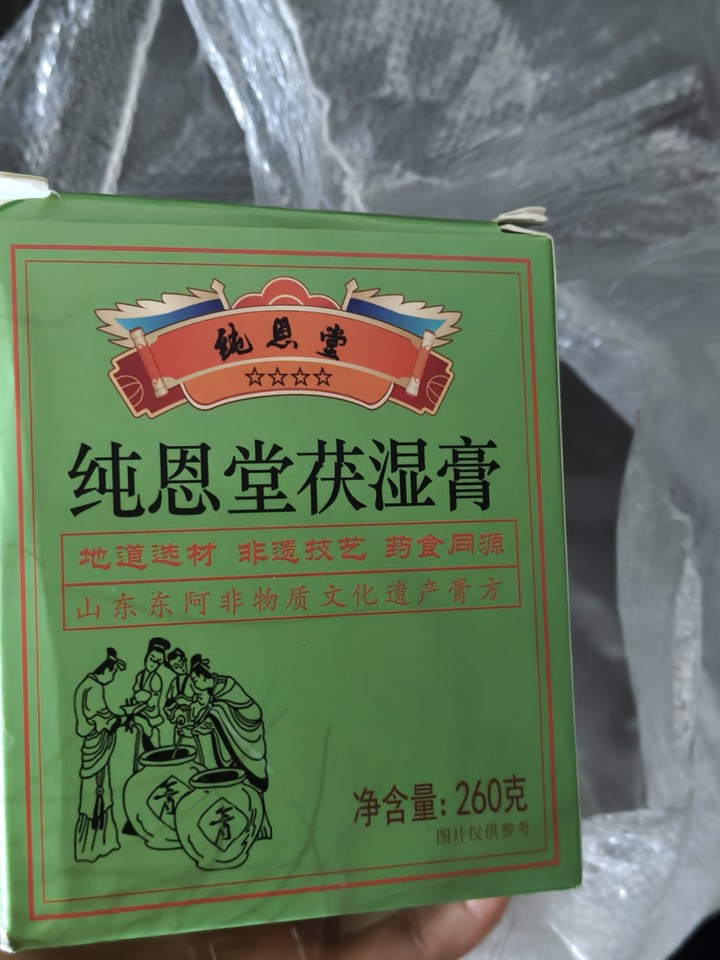 纯恩堂
☆☆☆☆
纯恩堂茯湿膏
地道选材 非遗技艺 药食同源
山东东阿非物质文化遗产膏方
膏
膏
净含量：260克
图片仅供参考